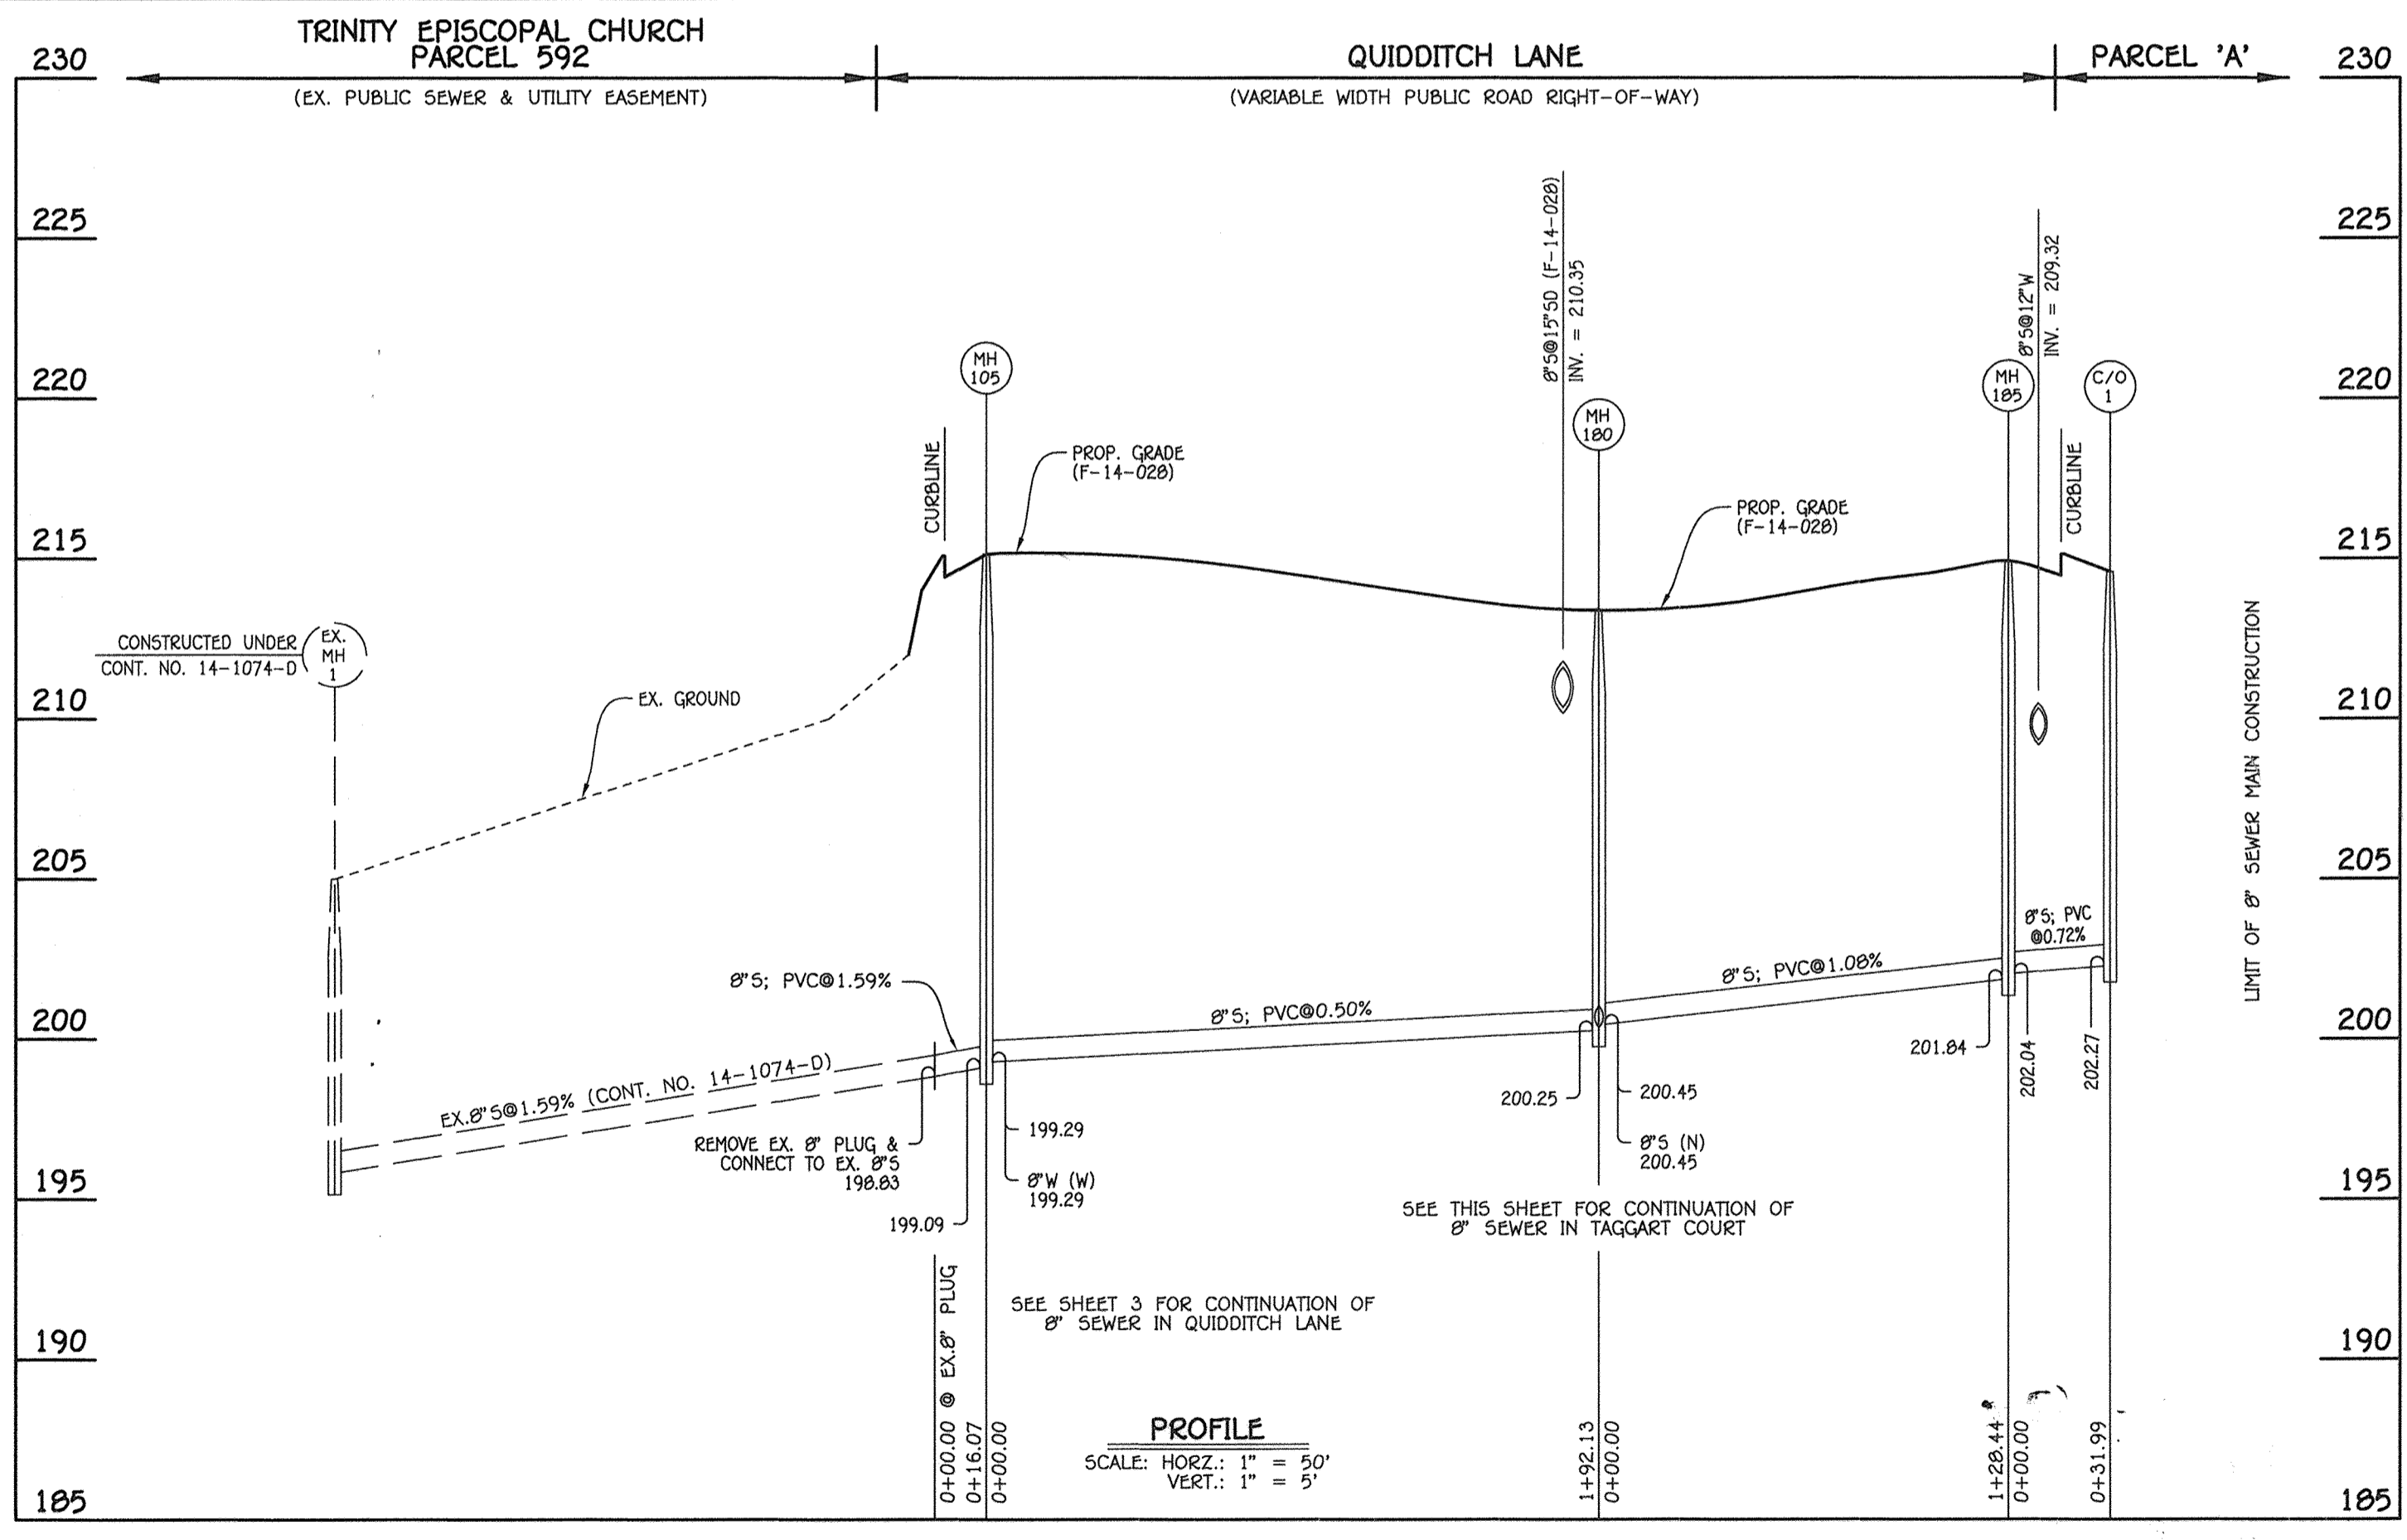 TRINITY EPISCOPAL CHURCH
PARCEL 592
(EX. PUBLIC SEWER & UTILITY EASEMENT)
QUIDDITCH LANE
(VARIABLE WIDTH PUBLIC ROAD RIGHT-OF-WAY)
PARCEL 'A'
230
225
220
215
210
205
200
195
190
185
230
225
220
215
210
205
200
195
190
185
CONSTRUCTED UNDER
CONT. NO. 14-1074-D
EX.
MH
1
EX. GROUND
CURBLINE
MH
105
PROP. GRADE
(F-14-028)
8"S@15"SD (F-14-028)
INV. = 210.35
MH
180
PROP. GRADE
(F-14-028)
MH
185
8"S@12"W
INV. = 209.32
C/O
1
CURBLINE
LIMIT OF 8" SEWER MAIN CONSTRUCTION
EX.8"S@1.59% (CONT. NO. 14-1074-D)
8"S; PVC@1.59%
8"S; PVC@0.50%
8"S; PVC@1.08%
8"S; PVC
@0.72%
REMOVE EX. 8" PLUG &
CONNECT TO EX. 8"S
198.83
199.09
199.29
8"W (W)
199.29
200.25
200.45
8"S (N)
200.45
201.84
202.04
202.27
SEE THIS SHEET FOR CONTINUATION OF
8" SEWER IN TAGGART COURT
SEE SHEET 3 FOR CONTINUATION OF
8" SEWER IN QUIDDITCH LANE
0+00.00 @ EX.8" PLUG
0+16.07
0+00.00
1+92.13
0+00.00
1+28.44
0+00.00
0+31.99
PROFILE
SCALE: HORZ.: 1" = 50'
VERT.: 1" = 5'